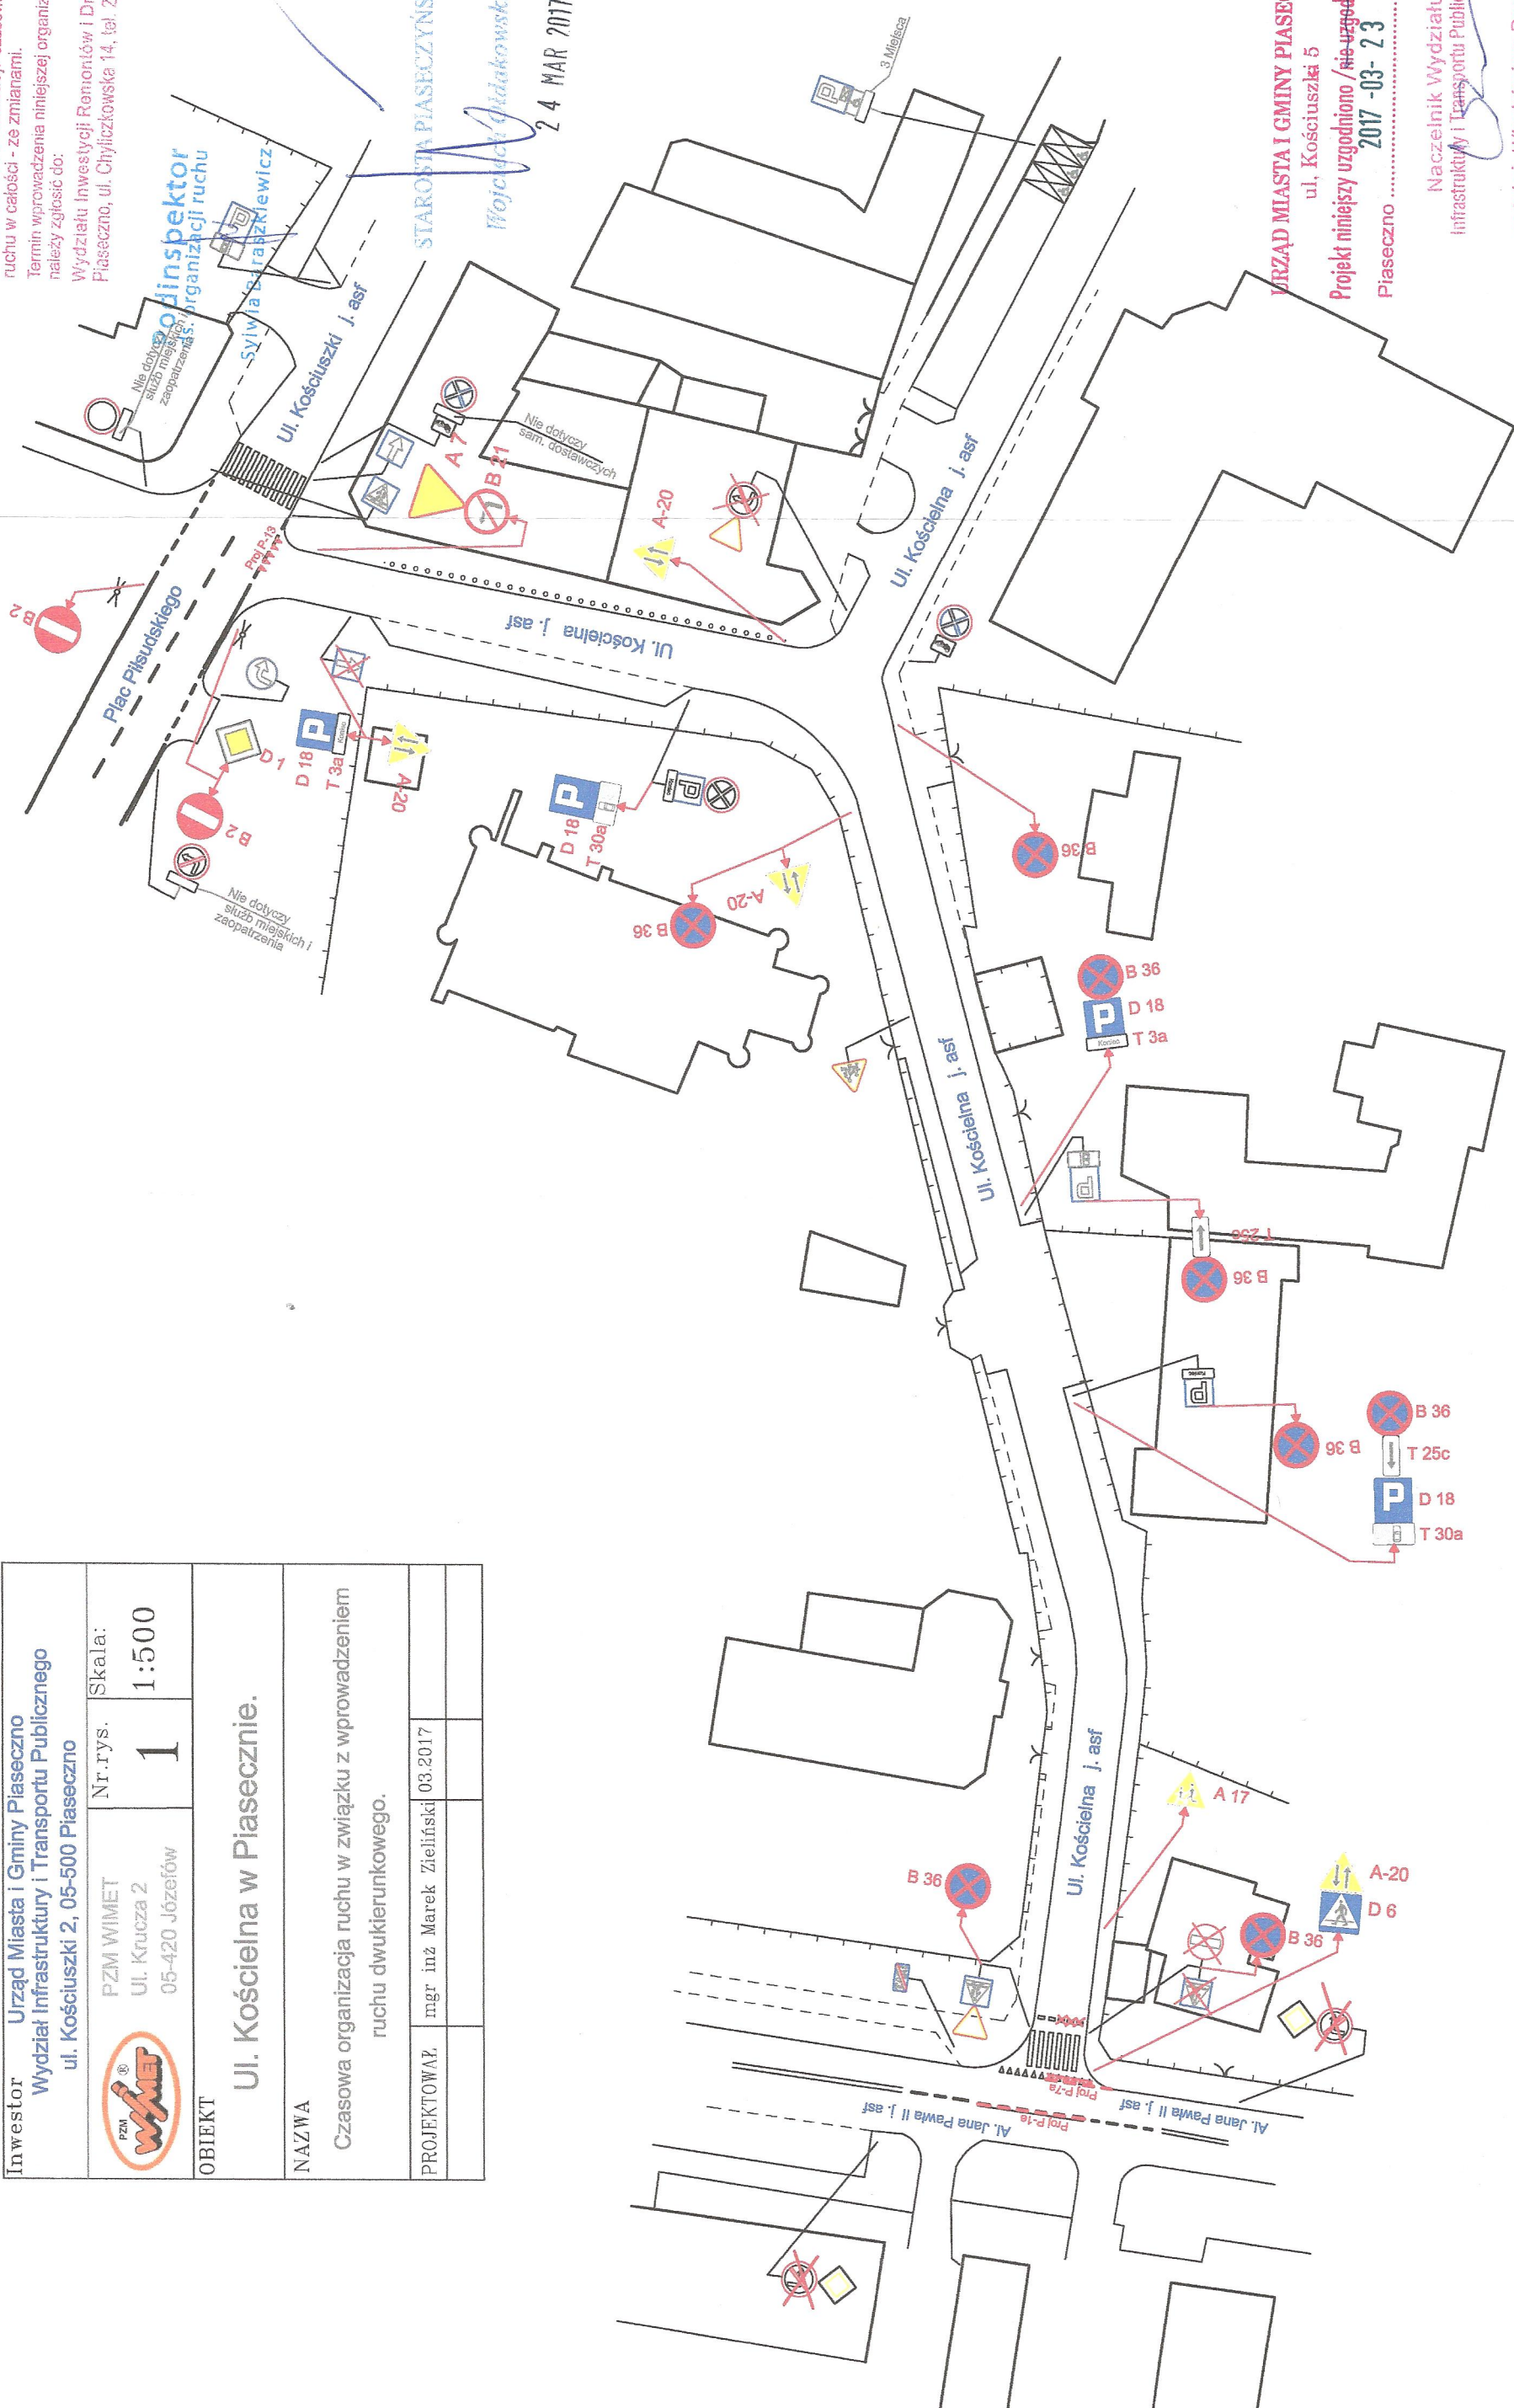 ruchu w całości - ze zmianami.
Termin wprowadzenia niniejszej
należy zgłosić do:
Wydziału Inwestycji Remontów i
Piaseczno, ul. Chyliczkowska 14, tel.
Podinspektor
ds. organizacji ruchu
Sylwia Baraszkiewicz
STAROSTA
24 MAR 2017
URZĄD MIASTA I GMINY
ul. Kościuszki 5
Projekt niniejszy uzgodniono / nie
Piaseczno
2017 -03- 23
Naczelnik Wydziału
Infrastruktury i Transportu
3 Miejsca
Nie dotyczy
służb miejskich i
zaopatrzenia
Ul. Kościuszki j. asf
Plac Piłsudskiego
Proj P-13
B 2
A 7
B 21
Nie dotyczy
sam. dostawczych
A-20
Ul. Kościelna j. asf
Ul. Kościelna j. asf
D 1
B 2
Nie dotyczy
służb miejskich i
zaopatrzenia
P
D 18
Koniec
T 3a
A-20
P
D 18
T 30a
P
Koniec
B 36
A-20
B 36
B 36
P
D 18
Koniec
T 3a
Ul. Kościelna j. asf
P
T 25c
B 36
P
Koniec
B 36
B 36
T 25c
P
D 18
T 30a
Ul. Kościelna j. asf
A 17
B 36
A-20
D 6
B 36
Proj P-7a
Proj P-1e
Al. Jana Pawła II j. asf
Al. Jana Pawła II j. asf
Inwestor Urząd Miasta i Gminy Piaseczno
Wydział Infrastruktury i Transportu Publicznego
ul. Kościuszki 2, 05-500 Piaseczno
PZM
WIMET ®
PZM WIMET
Ul. Krucza 2
05-420 Józefów
Nr.rys.
1
Skala:
1:500
OBIEKT
Ul. Kościelna w Piasecznie.
NAZWA
Czasowa organizacja ruchu w związku z wprowadzeniem
ruchu dwukierunkowego.
PROJEKTOWAŁ mgr inż Marek Zieliński 03.2017